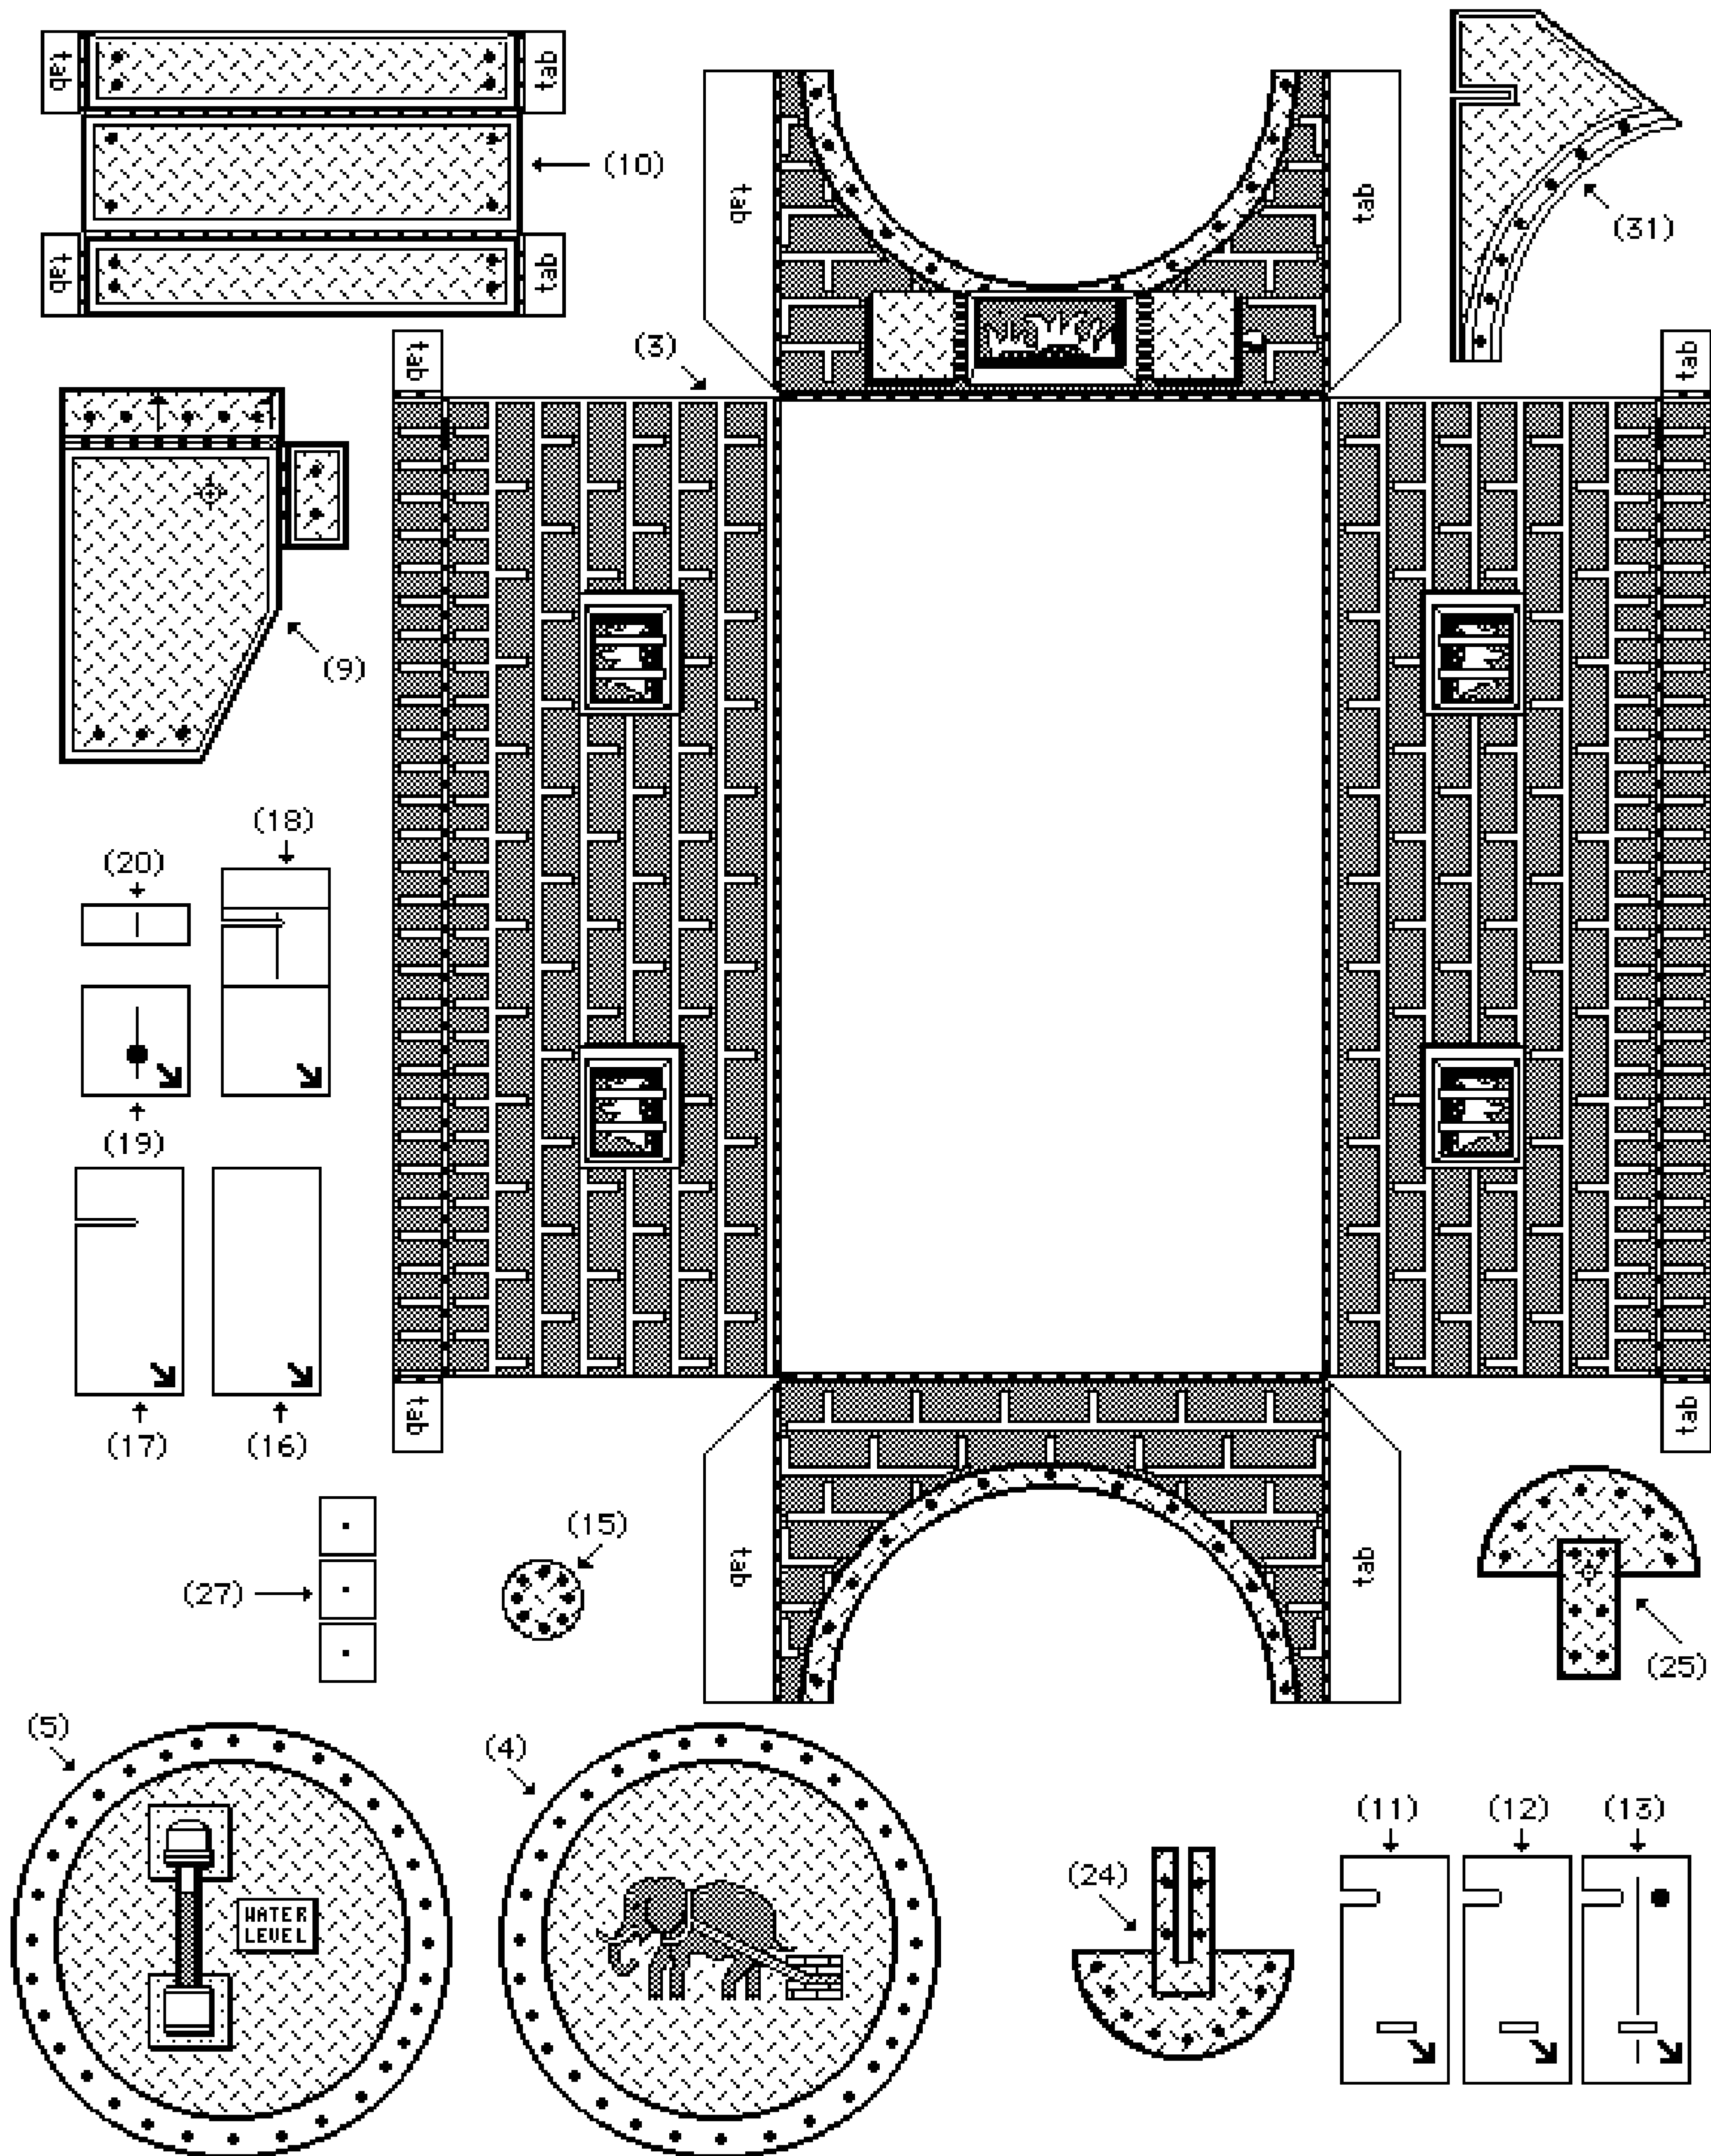 tab
tab
tab
tab
(10)
tab
tab
(31)
(3)
tab
tab
(9)
(18)
(20)
(19)
(17)
(16)
tab
tab
(15)
(27)
tab
tab
(25)
(5)
(4)
WATER
LEVEL
(24)
(11)
(12)
(13)